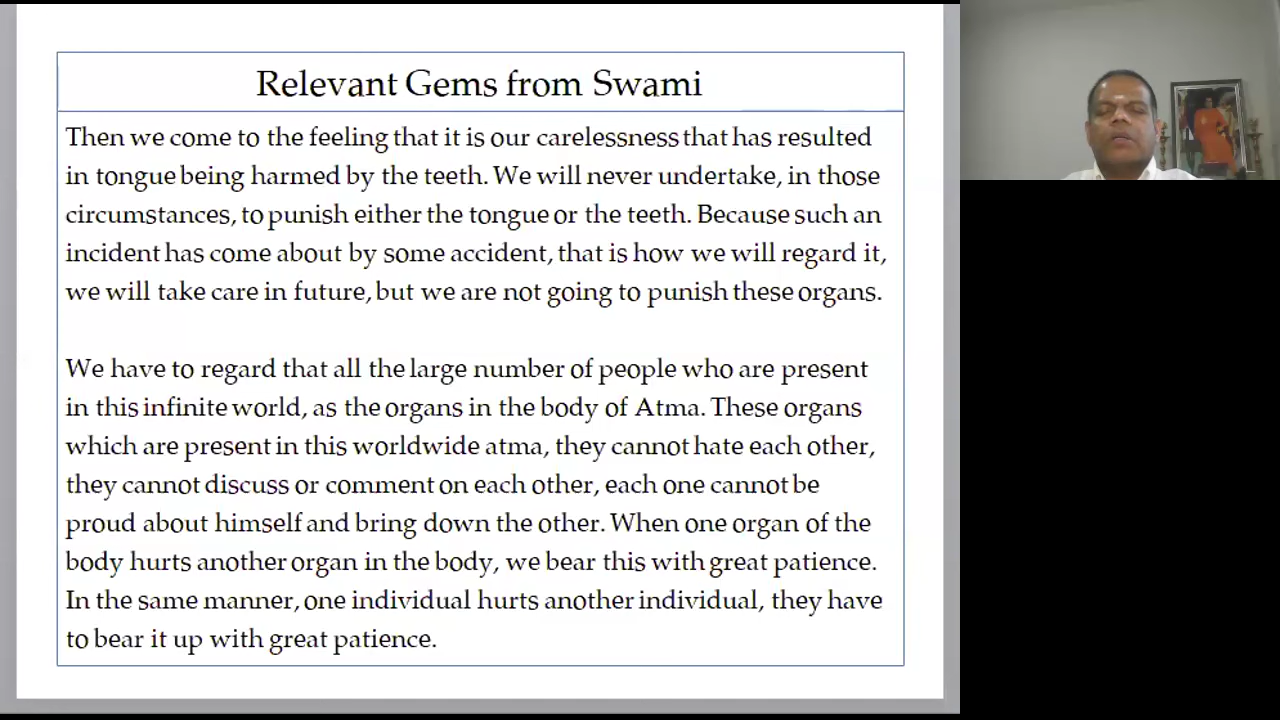 Relevant Gems from Swami
Then we come to the feeling that it is our carelessness that has resulted
in tongue being harmed by the teeth. We will never undertake, in those
circumstances, to punish either the tongue or the teeth. Because such an
incident has come about by some accident, that is how we will regard it,
we will take care in future, but we are not going to punish these organs.
We have to regard that all the large number of people who are present
in this infinite world, as the organs in the body of Atma. These organs
which are present in this worldwide atma, they cannot hate each other,
they cannot discuss or comment on each other, each one cannot be
proud about himself and bring down the other. When one organ of the
body hurts another organ in the body, we bear this with great patience.
In the same manner, one individual hurts another individual, they have
to bear it up with great patience.